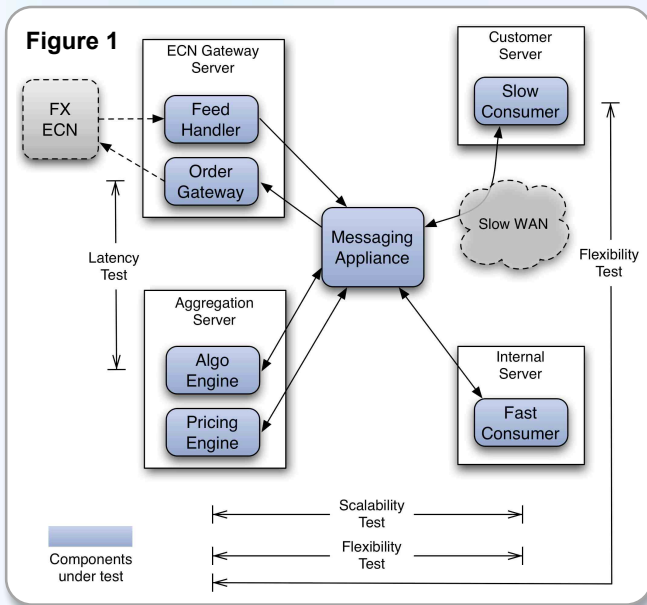 Figure 1
ECN Gateway
Server
Customer
Server
FX
ECN
Feed
Handler
Slow
Consumer
Order
Gateway
Messaging
Appliance
Slow WAN
Latency
Test
Flexibility
Test
Aggregation
Server
Internal
Server
Algo
Engine
Pricing
Engine
Fast
Consumer
Scalability
Test
Flexibility
Test
Components
under test